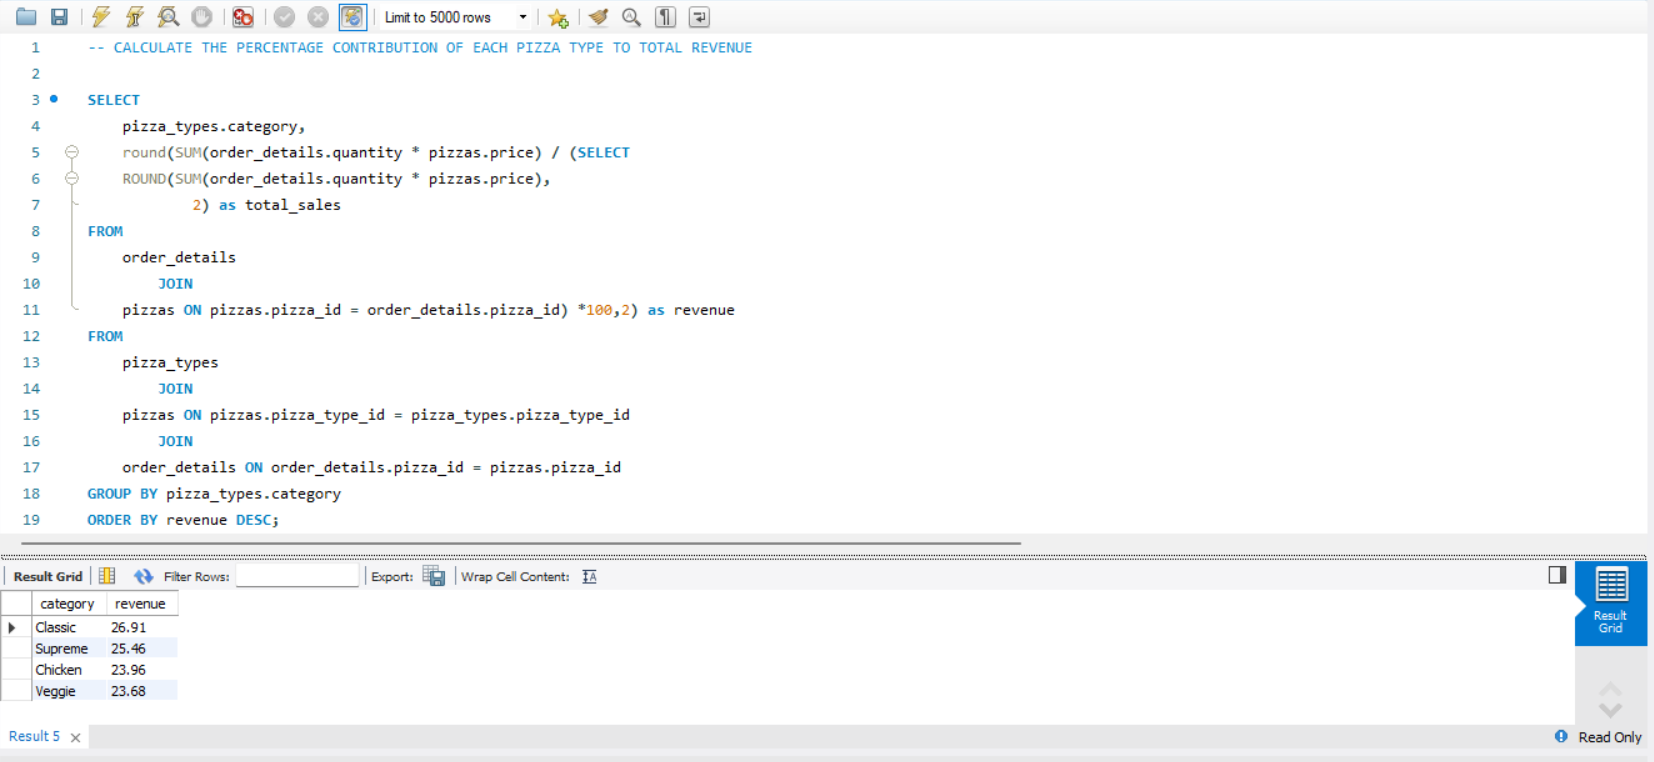 Limit to 5000 rows
1 -- CALCULATE THE PERCENTAGE CONTRIBUTION OF EACH PIZZA TYPE TO TOTAL REVENUE
2
3 SELECT
4 pizza_types.category,
5 round(SUM(order_details.quantity * pizzas.price) / (SELECT
6 ROUND(SUM(order_details.quantity * pizzas.price),
7 2) as total_sales
8 FROM
9 order_details
10 JOIN
11 pizzas ON pizzas.pizza_id = order_details.pizza_id) *100,2) as revenue
12 FROM
13 pizza_types
14 JOIN
15 pizzas ON pizzas.pizza_type_id = pizza_types.pizza_type_id
16 JOIN
17 order_details ON order_details.pizza_id = pizzas.pizza_id
18 GROUP BY pizza_types.category
19 ORDER BY revenue DESC;
Result Grid Filter Rows: Export: Wrap Cell Content: IA
category revenue
Classic 26.91
Supreme 25.46
Chicken 23.96
Veggie 23.68
Result
Grid
Result 5 Read Only